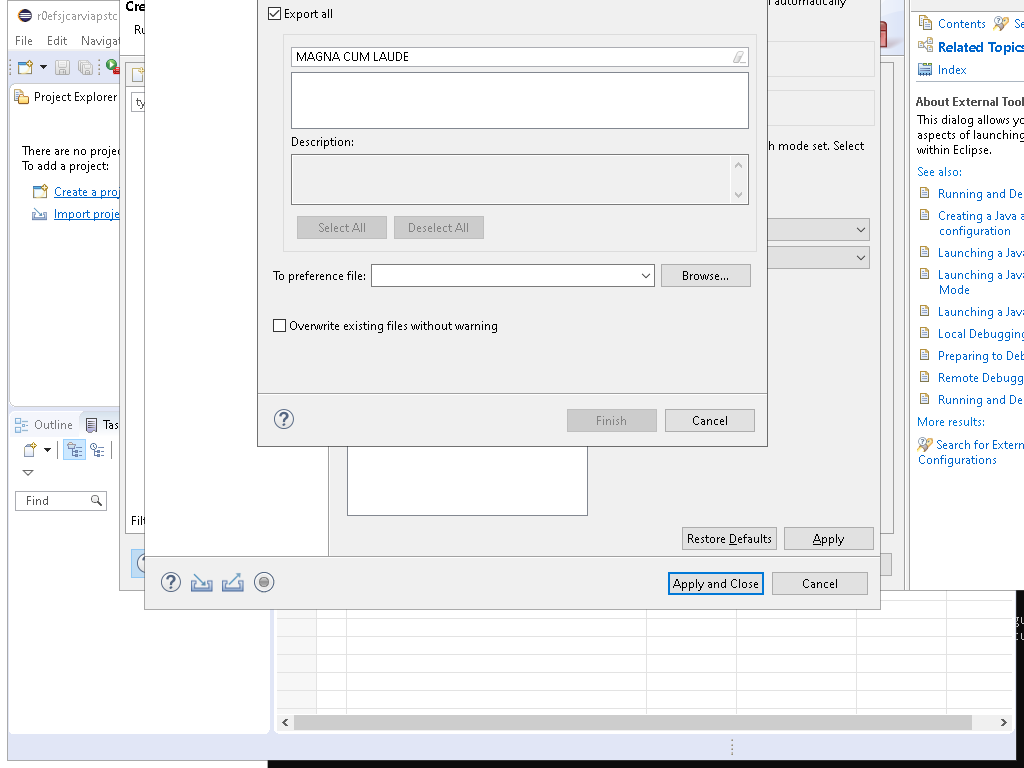 r0efsjcarviapstc
File Edit Navigat
Project Explorer
There are no projec
To add a project:
Create a proj
Import proje
Outline
Tas
Find
Cre
Ru
ty
Filt
Export all
MAGNA CUM LAUDE
Description:
Select All
Deselect All
To preference file:
Browse...
Overwrite existing files without warning
Finish
Cancel
automatically
h mode set. Select
Restore Defaults
Apply
Apply and Close
Cancel
Contents
Se
Related Topics
Index
About External Tool
This dialog allows yo
aspects of launching
within Eclipse.
See also:
Running and De
Creating a Java a
configuration
Launching a Java
Launching a Java
Mode
Launching a Java
Local Debugging
Preparing to Deb
Remote Debugg
Running and De
More results:
Search for Extern
Configurations